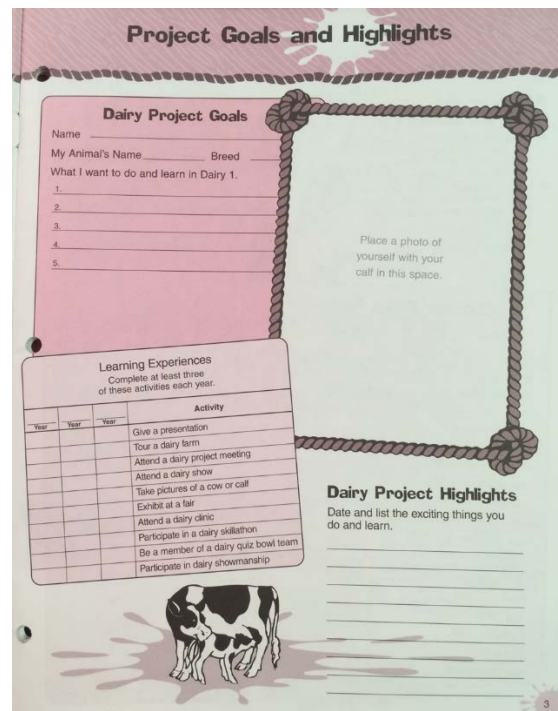 Project Goals and Highlights
Dairy Project Goals
Name
My Animal's Name Breed
What I want to do and learn in Dairy 1.
1.
2.
3.
4.
5.
Place a photo of
yourself with your
calf in this space.
Learning Experiences
Complete at least three
of these activities each year.
Year Year Year Activity
Give a presentation
Tour a dairy farm
Attend a dairy project meeting
Attend a dairy show
Take pictures of a cow or calf
Exhibit at a fair
Attend a dairy clinic
Participate in a dairy skillathon
Be a member of a dairy quiz bowl team
Participate in dairy showmanship
Dairy Project Highlights
Date and list the exciting things you
do and learn.
3